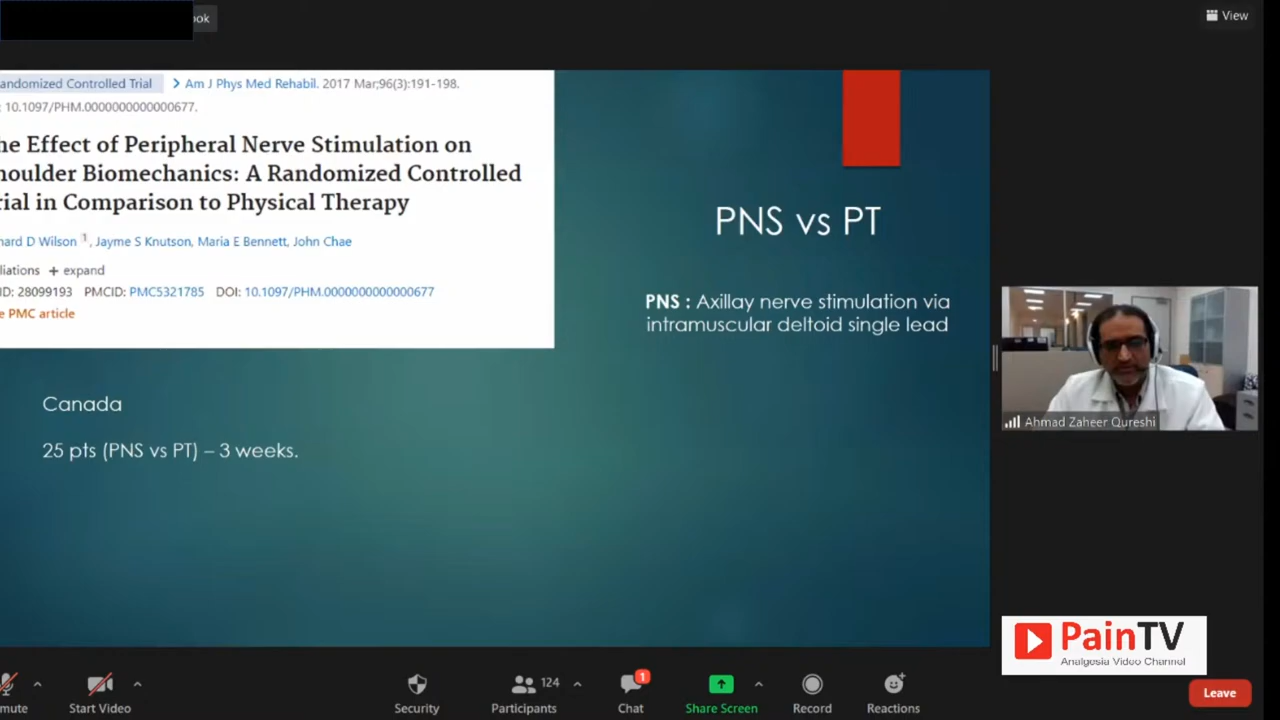 ook
View
andomized Controlled Trial > Am J Phys Med Rehabil. 2017 Mar;96(3):191-198.
: 10.1097/PHM.0000000000000677.
he Effect of Peripheral Nerve Stimulation on
houlder Biomechanics: A Randomized Controlled
rial in Comparison to Physical Therapy
hard D Wilson 1, Jayme S Knutson, Maria E Bennett, John Chae
liations + expand
ID: 28099193 PMCID: PMC5321785 DOI: 10.1097/PHM.0000000000000677
e PMC article
PNS vs PT
PNS : Axillay nerve stimulation via
intramuscular deltoid single lead
Canada
25 pts (PNS vs PT) – 3 weeks.
Ahmad Zaheer Qureshi
PainTV
Analgesia Video Channel
mute
Start Video
Security
124
Participants
1
Chat
Share Screen
Record
Reactions
Leave